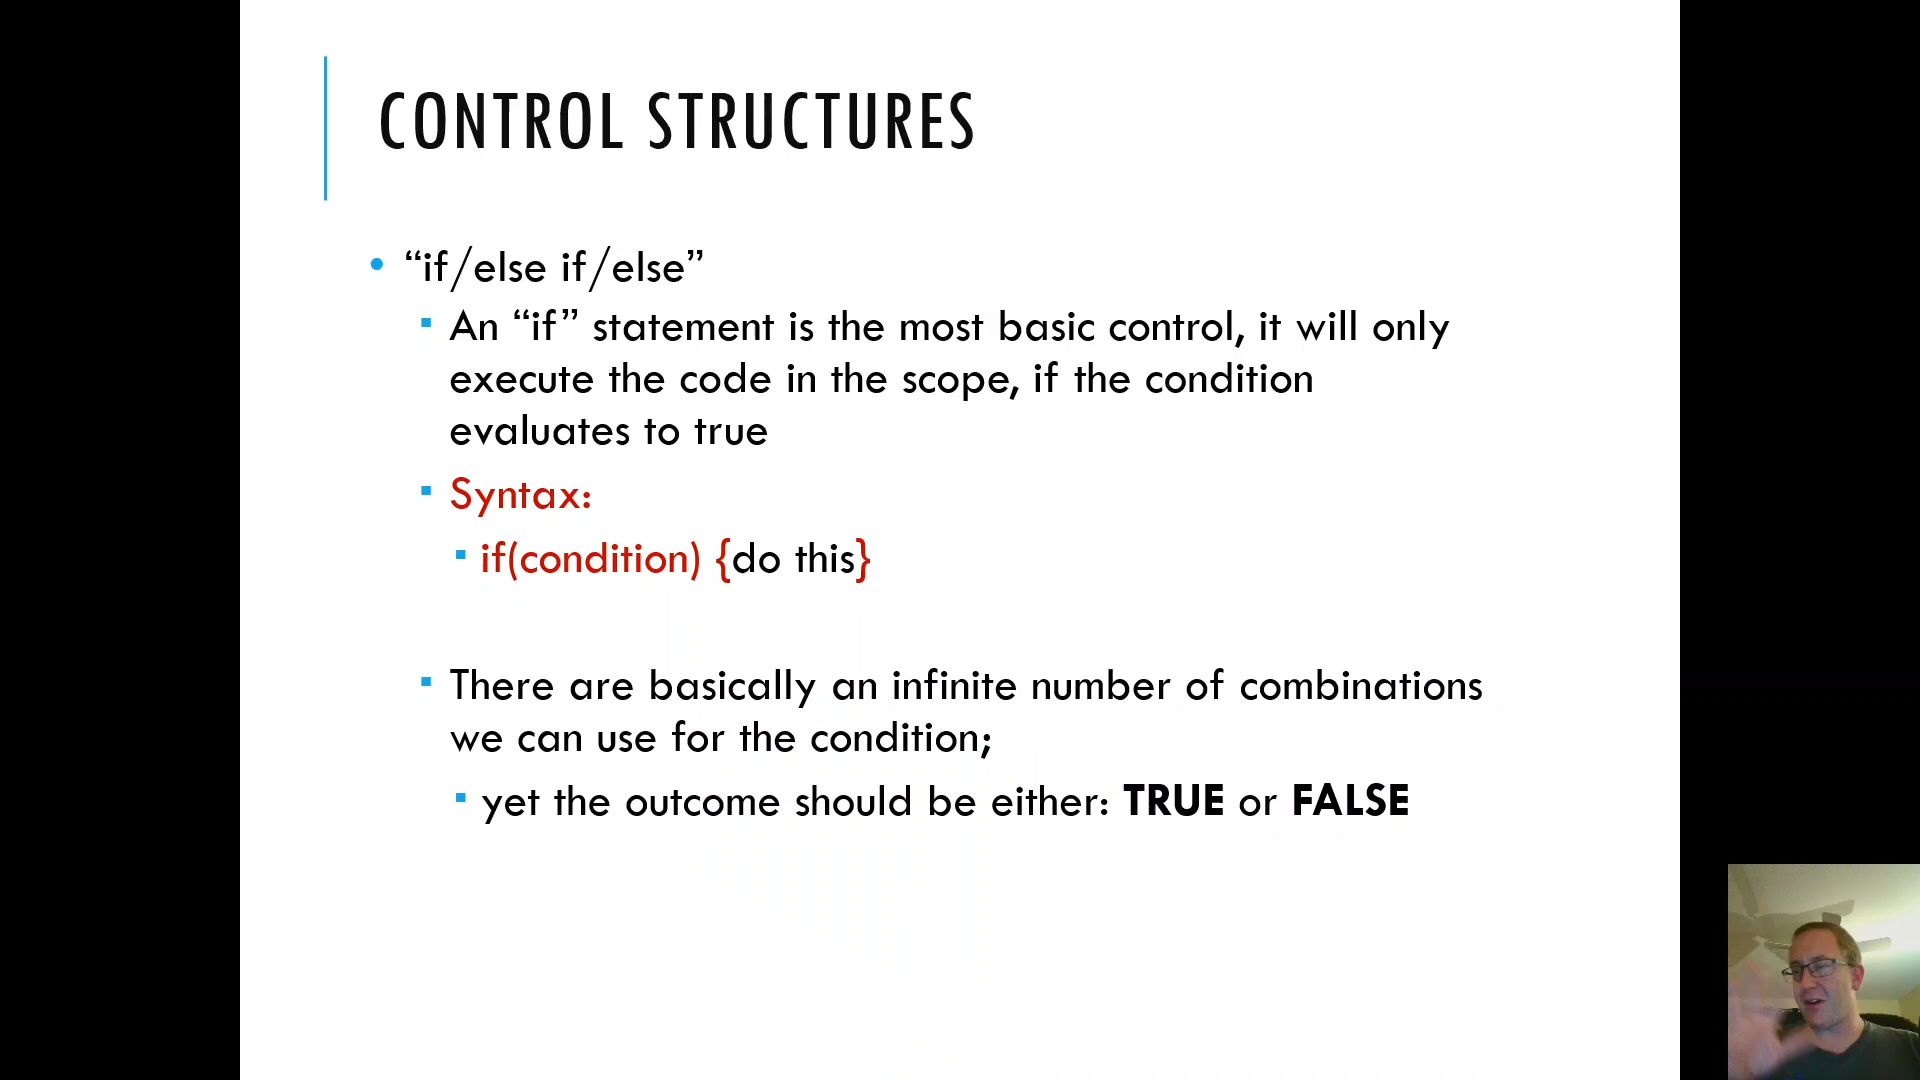 CONTROL STRUCTURES
• “if/else if/else”
▪ An “if” statement is the most basic control, it will only
execute the code in the scope, if the condition
evaluates to true
▪ Syntax:
▪ if(condition) {do this}
▪ There are basically an infinite number of combinations
we can use for the condition;
▪ yet the outcome should be either: TRUE or FALSE